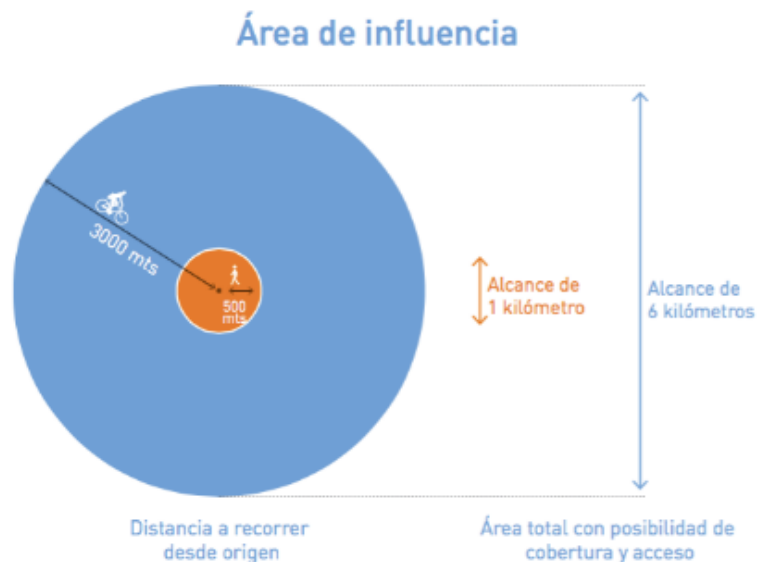 Área de influencia
3000 mts
500
mts
Alcance de
1 kilómetro
Alcance de
6 kilómetros
Distancia a recorrer
desde origen
Área total con posibilidad de
cobertura y acceso